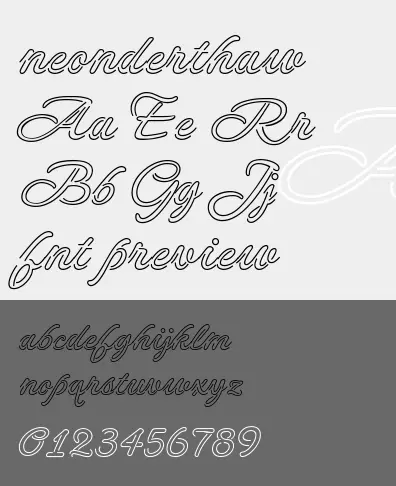 neonderthaw
Aa Ee Rr
Bb Gg Jj
fnt preview
abcdefghijklm
nopqrstuvwxyz
0123456789